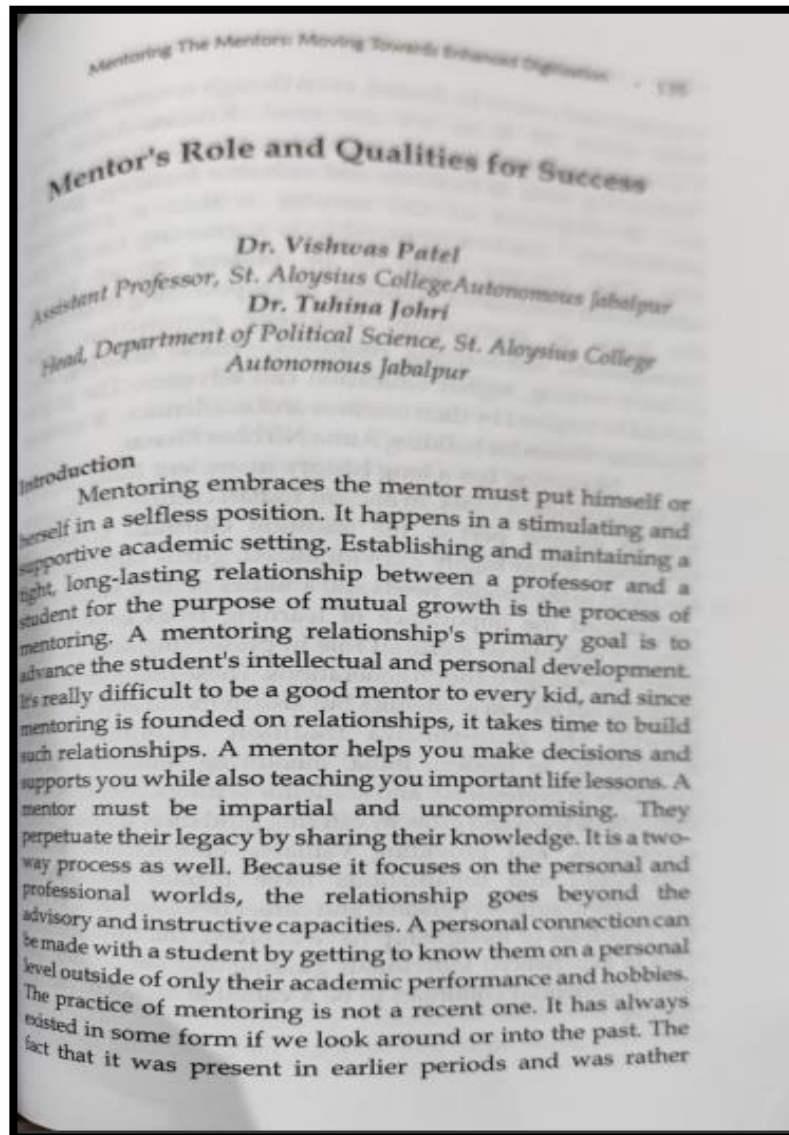 Mentoring The Mentors: Moving Towards Enhanced Digitization • 135
Mentor's Role and Qualities for Success
Dr. Vishwas Patel
Assistant Professor, St. Aloysius CollegeAutonomous Jabalpur
Dr. Tuhina Johri
Head, Department of Political Science, St. Aloysius College
Autonomous Jabalpur
Introduction
Mentoring embraces the mentor must put himself or
herself in a selfless position. It happens in a stimulating and
supportive academic setting. Establishing and maintaining a
tight, long-lasting relationship between a professor and a
student for the purpose of mutual growth is the process of
mentoring. A mentoring relationship's primary goal is to
advance the student's intellectual and personal development.
It's really difficult to be a good mentor to every kid, and since
mentoring is founded on relationships, it takes time to build
such relationships. A mentor helps you make decisions and
supports you while also teaching you important life lessons. A
mentor must be impartial and uncompromising. They
perpetuate their legacy by sharing their knowledge. It is a two-
way process as well. Because it focuses on the personal and
professional worlds, the relationship goes beyond the
advisory and instructive capacities. A personal connection can
be made with a student by getting to know them on a personal
level outside of only their academic performance and hobbies.
The practice of mentoring is not a recent one. It has always
existed in some form if we look around or into the past. The
fact that it was present in earlier periods and was rather